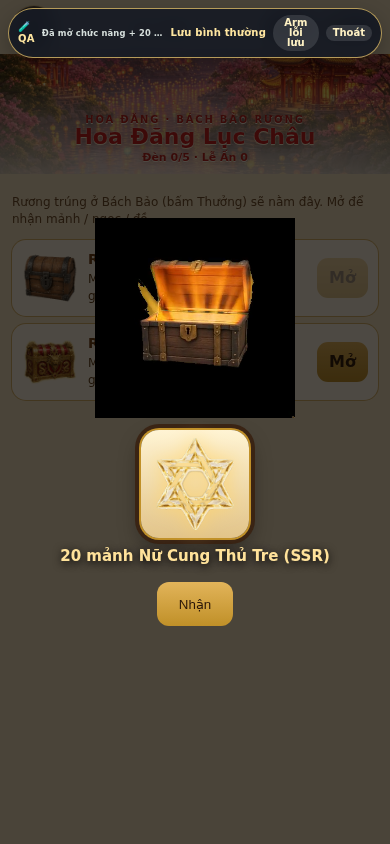 🧪 QA
Đã mở chức năng + 20 ...
Lưu bình thường
Arm lỗi lưu
Thoát
HOA ĐĂNG · BÁCH BẢO RƯƠNG
Hoa Đăng Lục Châu
Đèn 0/5 · Lễ Ấn 0
Rương trúng ở Bách Bảo (bấm Thưởng) sẽ nằm đây. Mở để
nhận mảnh / ngọc / đá
Mở
Mở
20 mảnh Nữ Cung Thủ Tre (SSR)
Nhận